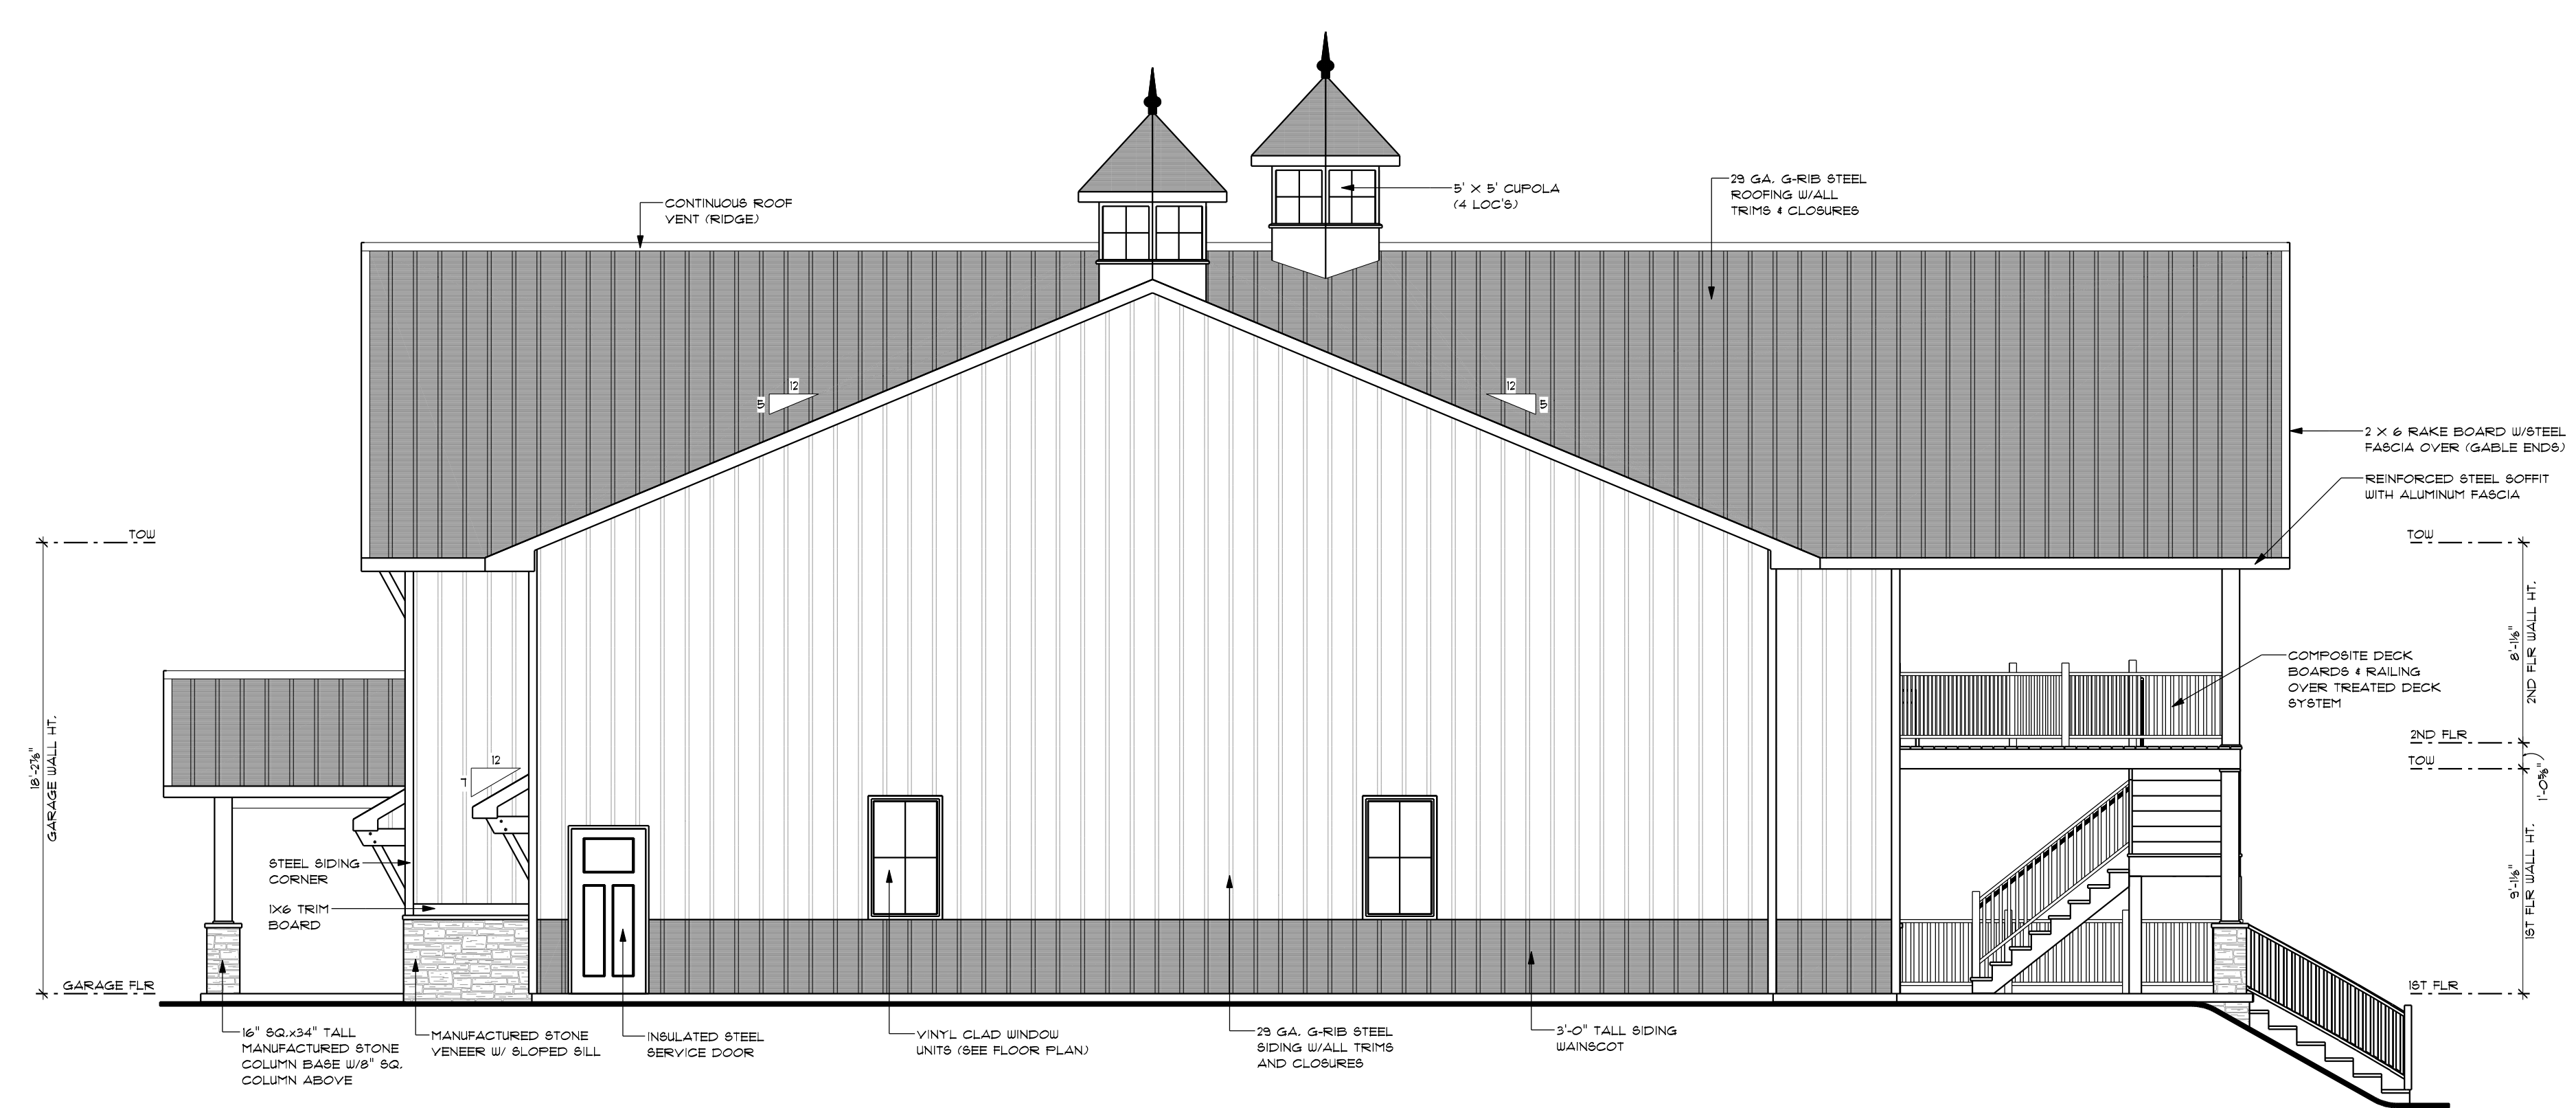 5' X 5' CUPOLA
(4 LOC'S)
29 GA. G-RIB STEEL
ROOFING W/ALL
TRIMS & CLOSURES
CONTINUOUS ROOF
VENT (RIDGE)
12
5
12
5
2 X 6 RAKE BOARD W/STEEL
FASCIA OVER (GABLE ENDS)
REINFORCED STEEL SOFFIT
WITH ALUMINUM FASCIA
TOW
TOW
8'-1⅛"
2ND FLR WALL HT.
COMPOSITE DECK
BOARDS & RAILING
OVER TREATED DECK
SYSTEM
18'-2⅞"
GARAGE WALL HT.
2ND FLR
TOW
1'-0⅝"
12
7
9'-1⅛"
1ST FLR WALL HT.
STEEL SIDING
CORNER
1X6 TRIM
BOARD
GARAGE FLR
1ST FLR
16" SQ.x34" TALL
MANUFACTURED STONE
COLUMN BASE W/8" SQ.
COLUMN ABOVE
MANUFACTURED STONE
VENEER W/ SLOPED SILL
INSULATED STEEL
SERVICE DOOR
VINYL CLAD WINDOW
UNITS (SEE FLOOR PLAN)
29 GA. G-RIB STEEL
SIDING W/ALL TRIMS
AND CLOSURES
3'-0" TALL SIDING
WAINSCOT